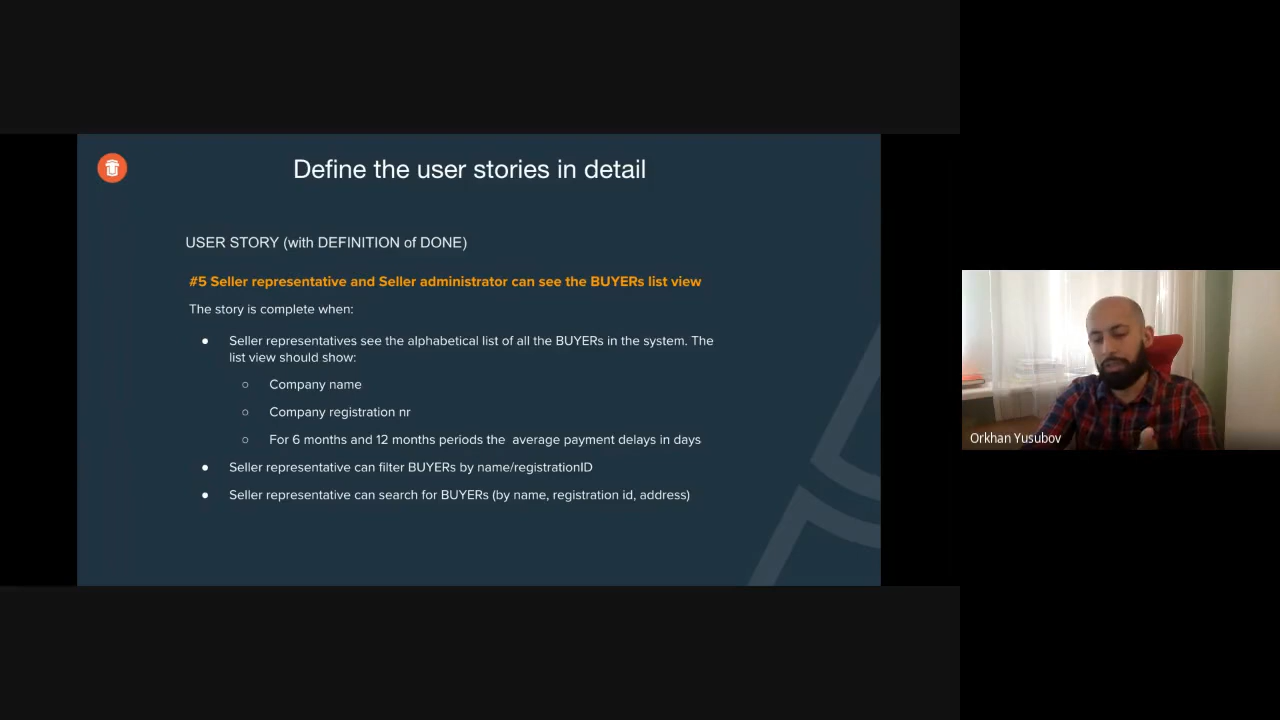 Define the user stories in detail
USER STORY (with DEFINITION of DONE)
#5 Seller representative and Seller administrator can see the BUYERs list view
The story is complete when:
● Seller representatives see the alphabetical list of all the BUYERs in the system. The
list view should show:
○ Company name
○ Company registration nr
○ For 6 months and 12 months periods the average payment delays in days
● Seller representative can filter BUYERs by name/registrationID
● Seller representative can search for BUYERs (by name, registration id, address)
Orkhan Yusubov